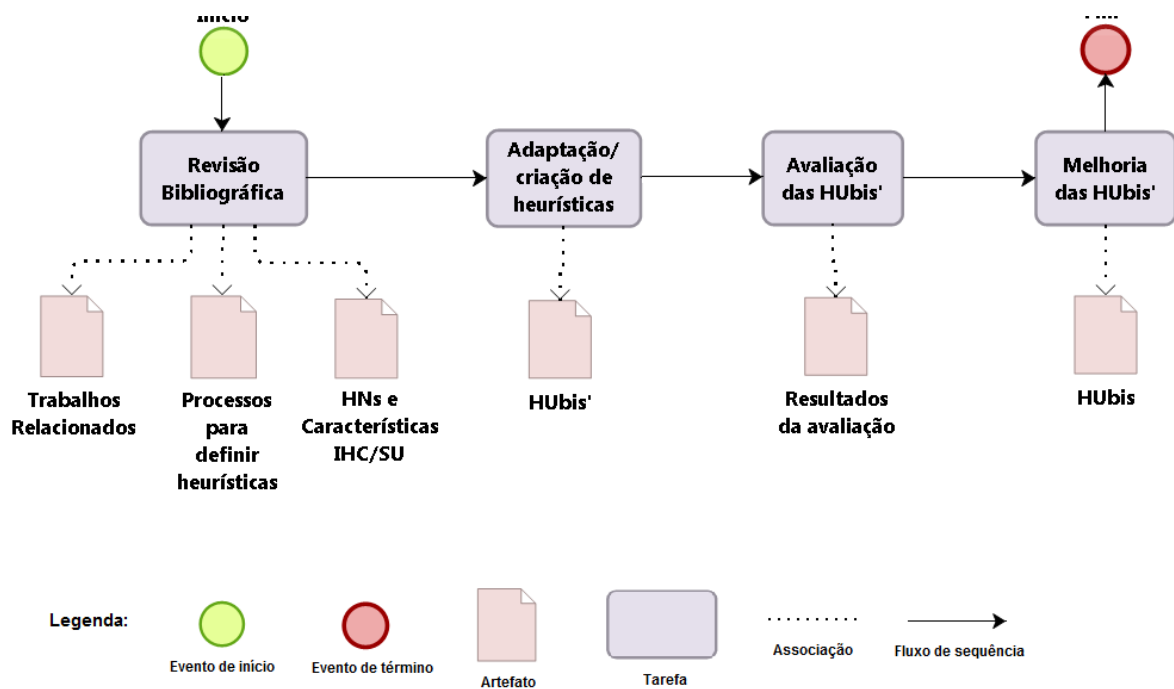 Início
Revisão
Bibliográfica
Adaptação/
criação de
heurísticas
Avaliação
das HUbis'
Melhoria
das HUbis'
Trabalhos
Relacionados
Processos
para
definir
heurísticas
HNs e
Características
IHC/SU
HUbis'
Resultados
da avaliação
HUbis
Legenda:
Evento de início
Evento de término
Artefato
Tarefa
Associação
Fluxo de sequência